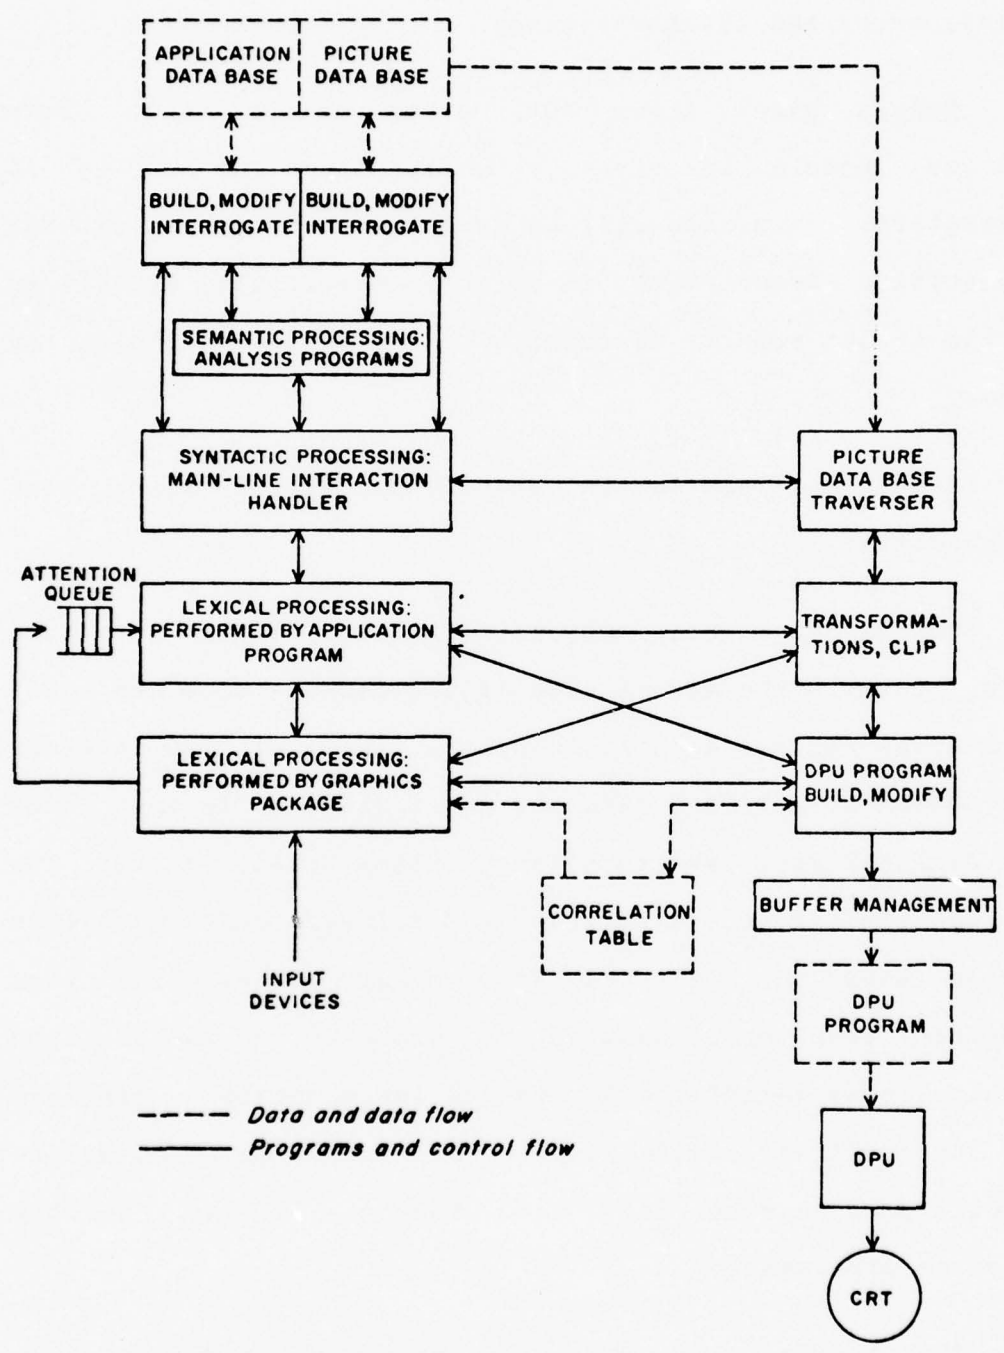 APPLICATION
DATA BASE
PICTURE
DATA BASE
BUILD, MODIFY
INTERROGATE
BUILD, MODIFY
INTERROGATE
SEMANTIC PROCESSING:
ANALYSIS PROGRAMS
SYNTACTIC PROCESSING:
MAIN-LINE INTERACTION
HANDLER
PICTURE
DATA BASE
TRAVERSER
ATTENTION
QUEUE
LEXICAL PROCESSING:
PERFORMED BY APPLICATION
PROGRAM
TRANSFORMA-
TIONS, CLIP
LEXICAL PROCESSING:
PERFORMED BY GRAPHICS
PACKAGE
DPU PROGRAM
BUILD, MODIFY
CORRELATION
TABLE
BUFFER MANAGEMENT
INPUT
DEVICES
DPU
PROGRAM
Data and data flow
Programs and control flow
DPU
CRT